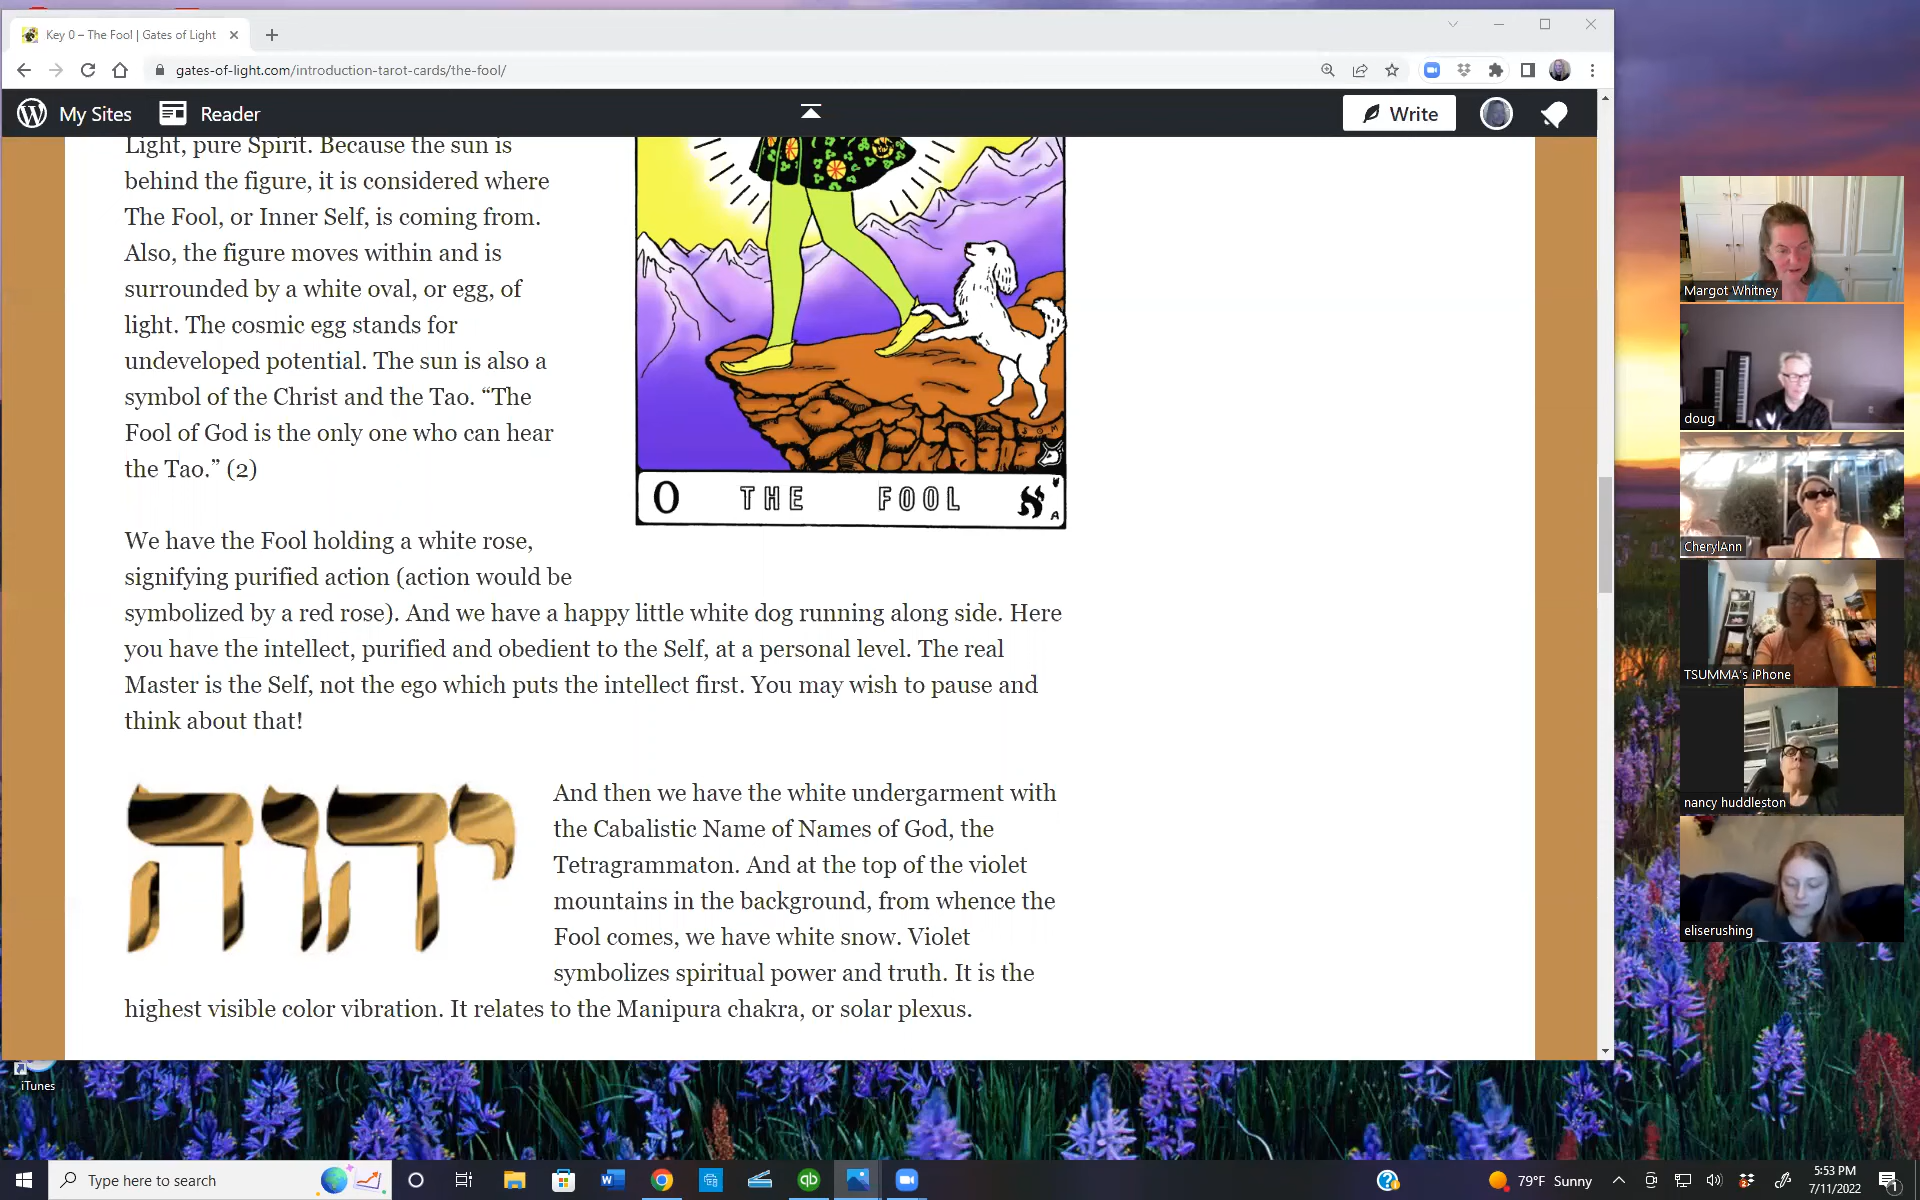 Key 0 – The Fool | Gates of Light
gates-of-light.com/introduction-tarot-cards/the-fool/
My Sites
Reader
Write
Light, pure Spirit. Because the sun is
behind the figure, it is considered where
The Fool, or Inner Self, is coming from.
Also, the figure moves within and is
surrounded by a white oval, or egg, of
light. The cosmic egg stands for
undeveloped potential. The sun is also a
symbol of the Christ and the Tao. “The
Fool of God is the only one who can hear
the Tao.” (2)
0 THE FOOL א A
We have the Fool holding a white rose,
signifying purified action (action would be
symbolized by a red rose). And we have a happy little white dog running along side. Here
you have the intellect, purified and obedient to the Self, at a personal level. The real
Master is the Self, not the ego which puts the intellect first. You may wish to pause and
think about that!
יהוה
And then we have the white undergarment with
the Cabalistic Name of Names of God, the
Tetragrammaton. And at the top of the violet
mountains in the background, from whence the
Fool comes, we have white snow. Violet
symbolizes spiritual power and truth. It is the
highest visible color vibration. It relates to the Manipura chakra, or solar plexus.
Margot Whitney
doug
CherylAnn
TSUMMA's iPhone
nancy huddleston
eliserushing
iTunes
Type here to search
79°F Sunny
5:53 PM
7/11/2022
1